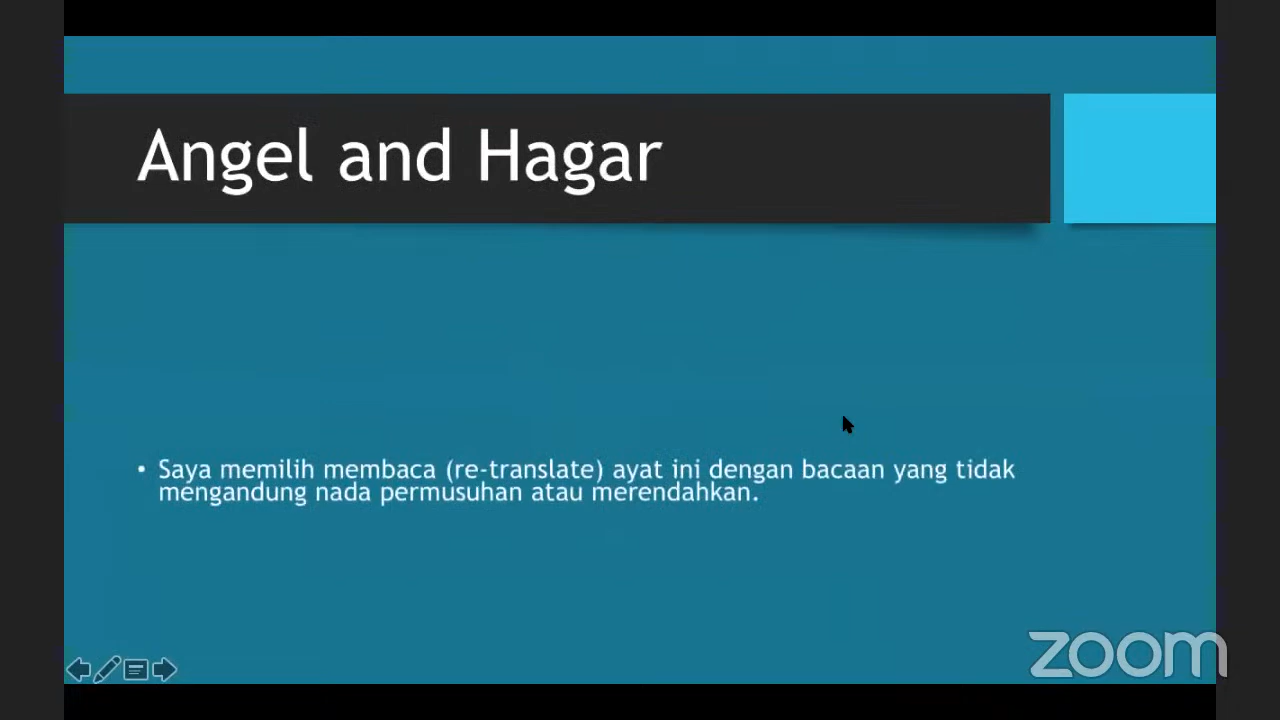 Angel and Hagar
• Saya memilih membaca (re-translate) ayat ini dengan bacaan yang tidak
mengandung nada permusuhan atau merendahkan.
zoom